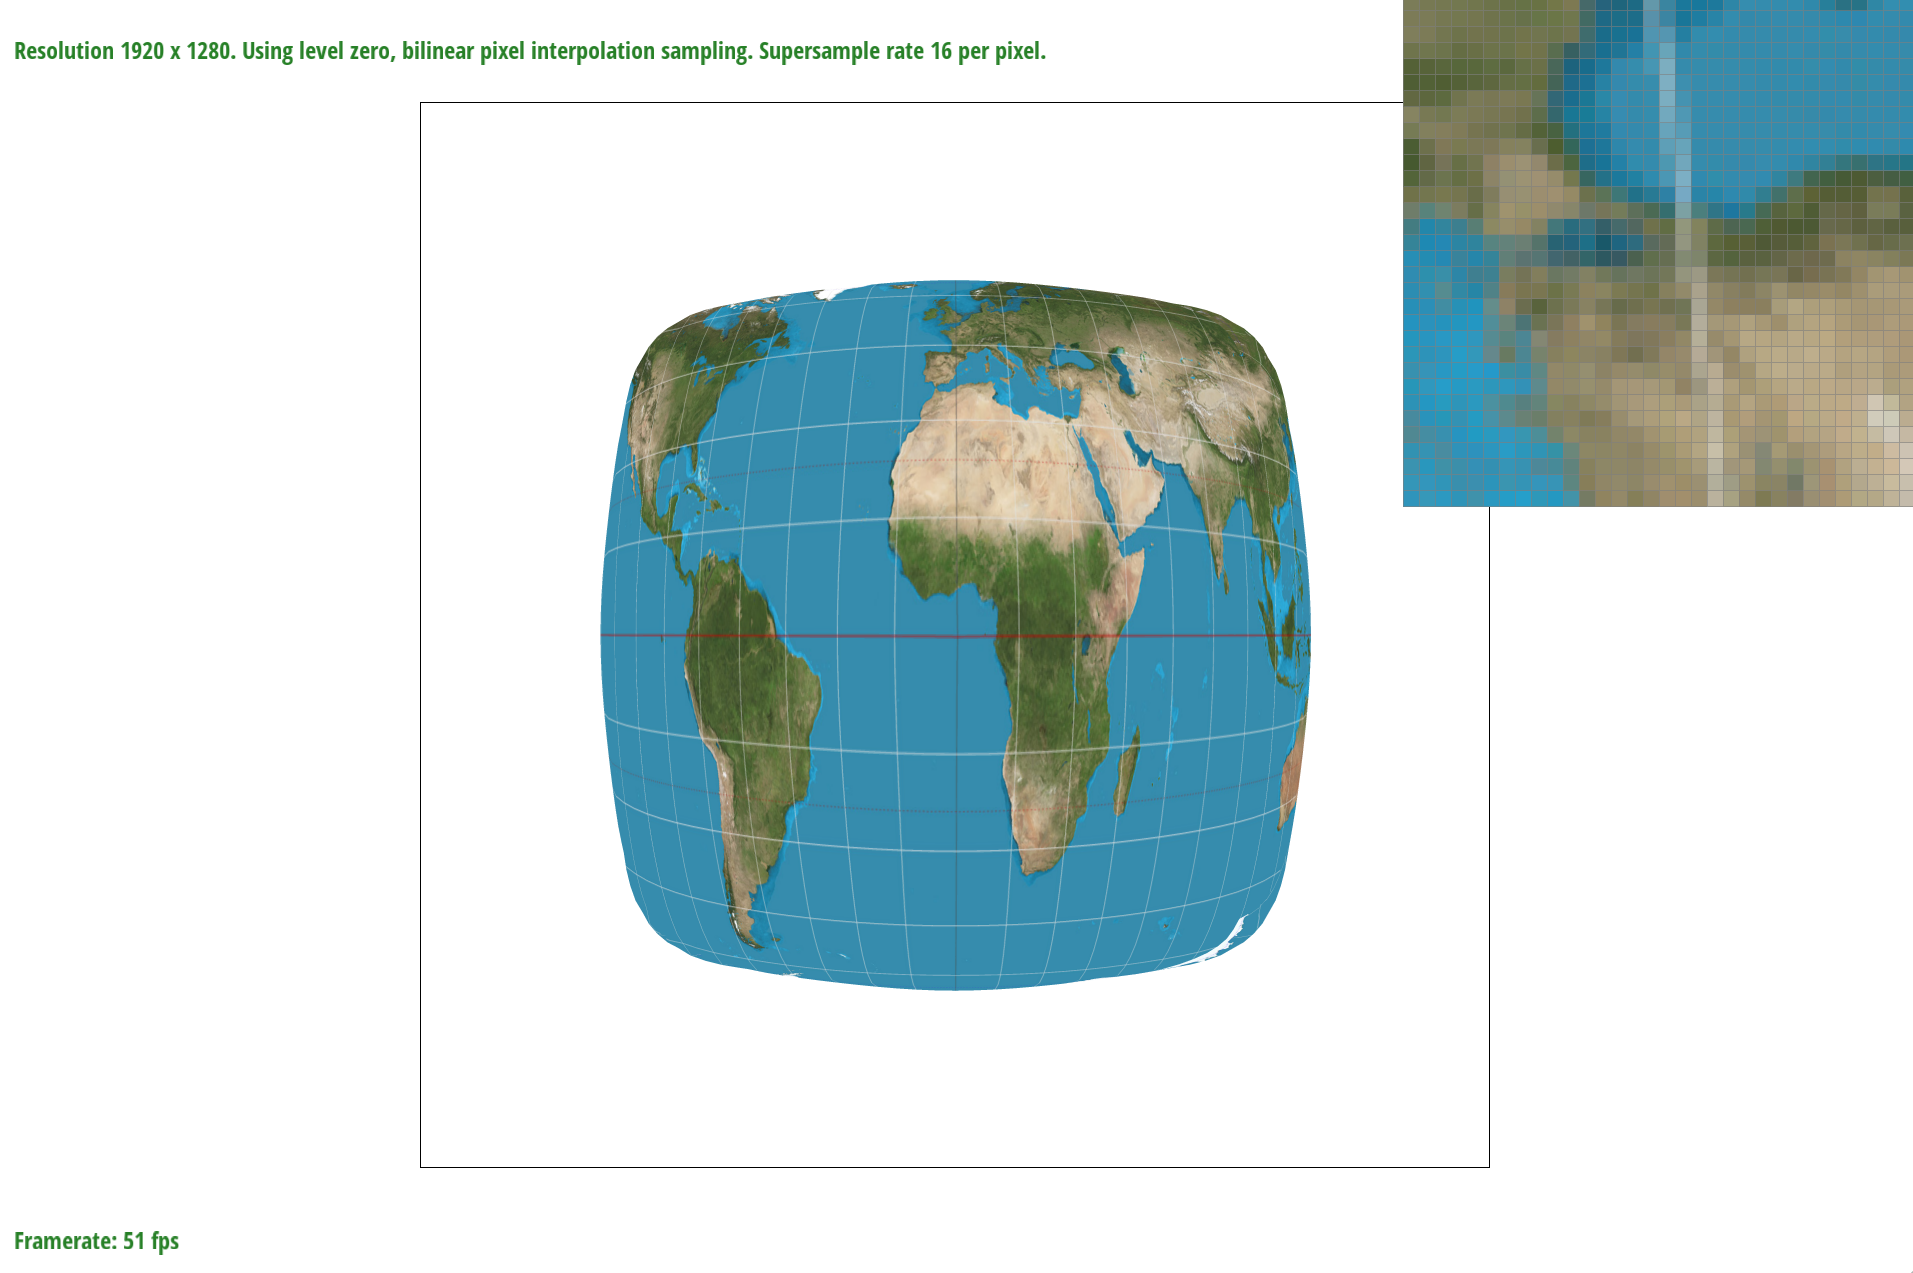 Resolution 1920 x 1280. Using level zero, bilinear pixel interpolation sampling. Supersample rate 16 per pixel.
Framerate: 51 fps